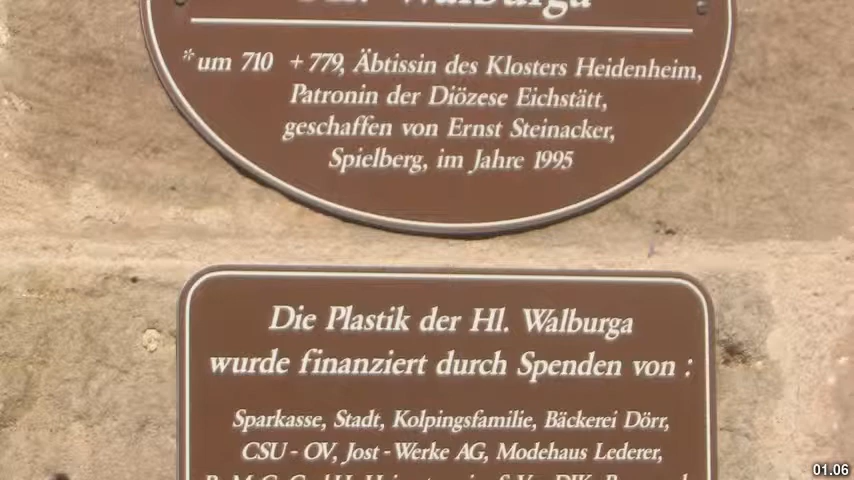 Hl. Walburga
*um 710 +779, Äbtissin des Klosters Heidenheim,
Patronin der Diözese Eichstätt,
geschaffen von Ernst Steinacker,
Spielberg, im Jahre 1995
Die Plastik der Hl. Walburga
wurde finanziert durch Spenden von :
Sparkasse, Stadt, Kolpingsfamilie, Bäckerei Dörr,
CSU - OV, Jost - Werke AG, Modehaus Lederer,
01.06